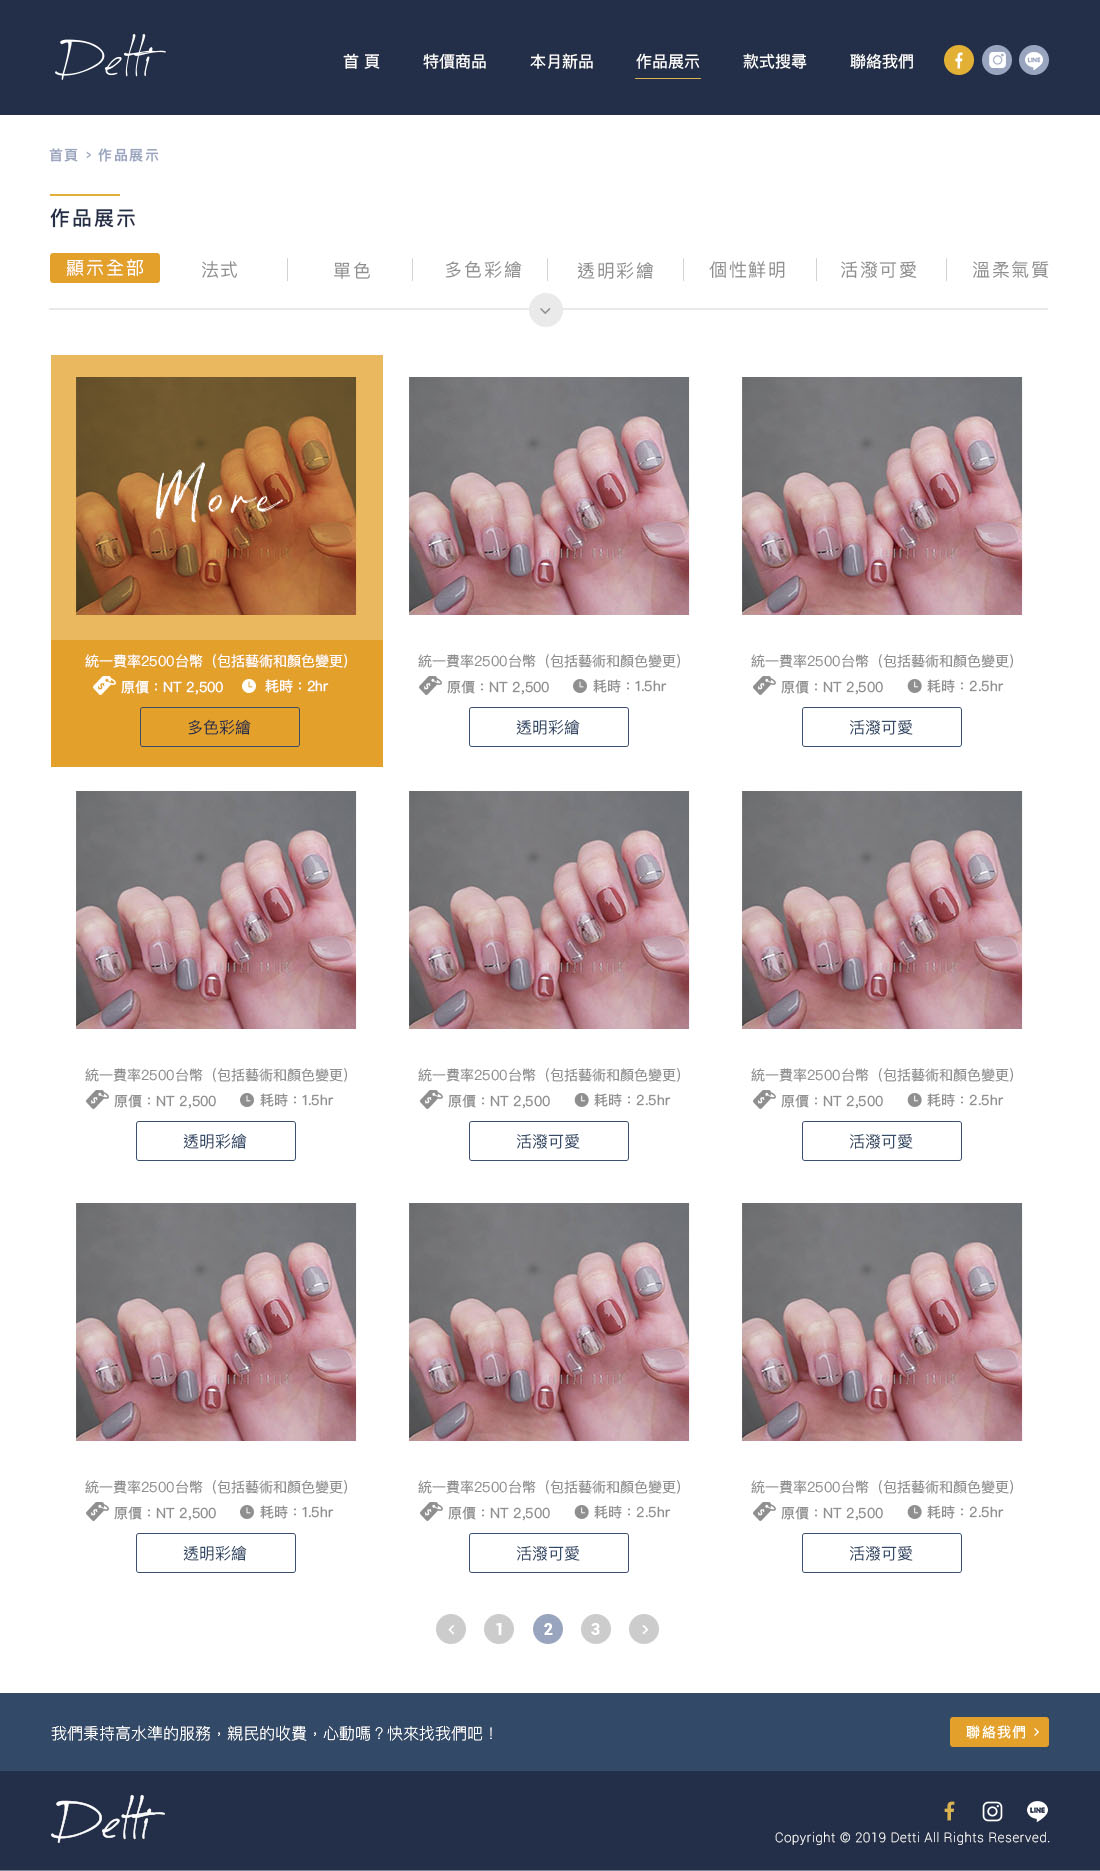 Detti
首 頁 特價商品 本月新品 作品展示 款式搜尋 聯絡我們
首頁 > 作品展示
作品展示
顯示全部 法式 單色 多色彩繪 透明彩繪 個性鮮明 活潑可愛 溫柔氣質
More
統一費率2500台幣（包括藝術和顏色變更） 統一費率2500台幣（包括藝術和顏色變更） 統一費率2500台幣（包括藝術和顏色變更）
原價：NT 2,500 耗時：2hr 原價：NT 2,500 耗時：1.5hr 原價：NT 2,500 耗時：2.5hr
多色彩繪 透明彩繪 活潑可愛
統一費率2500台幣（包括藝術和顏色變更） 統一費率2500台幣（包括藝術和顏色變更） 統一費率2500台幣（包括藝術和顏色變更）
原價：NT 2,500 耗時：1.5hr 原價：NT 2,500 耗時：2.5hr 原價：NT 2,500 耗時：2.5hr
透明彩繪 活潑可愛 活潑可愛
統一費率2500台幣（包括藝術和顏色變更） 統一費率2500台幣（包括藝術和顏色變更） 統一費率2500台幣（包括藝術和顏色變更）
原價：NT 2,500 耗時：1.5hr 原價：NT 2,500 耗時：2.5hr 原價：NT 2,500 耗時：2.5hr
透明彩繪 活潑可愛 活潑可愛
< 1 2 3 >
我們秉持高水準的服務，親民的收費，心動嗎？快來找我們吧！ 聯絡我們 >
Detti
LINE
Copyright © 2019 Detti All Rights Reserved.